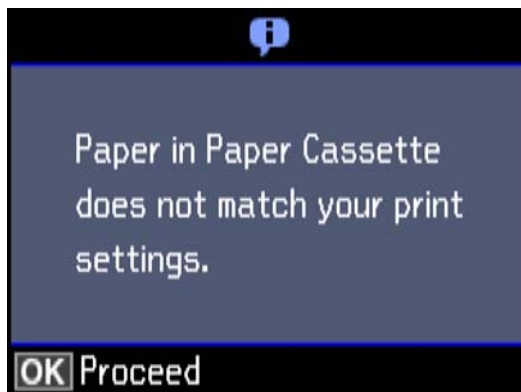 Paper in Paper Cassette
does not match your print
settings.
OK Proceed